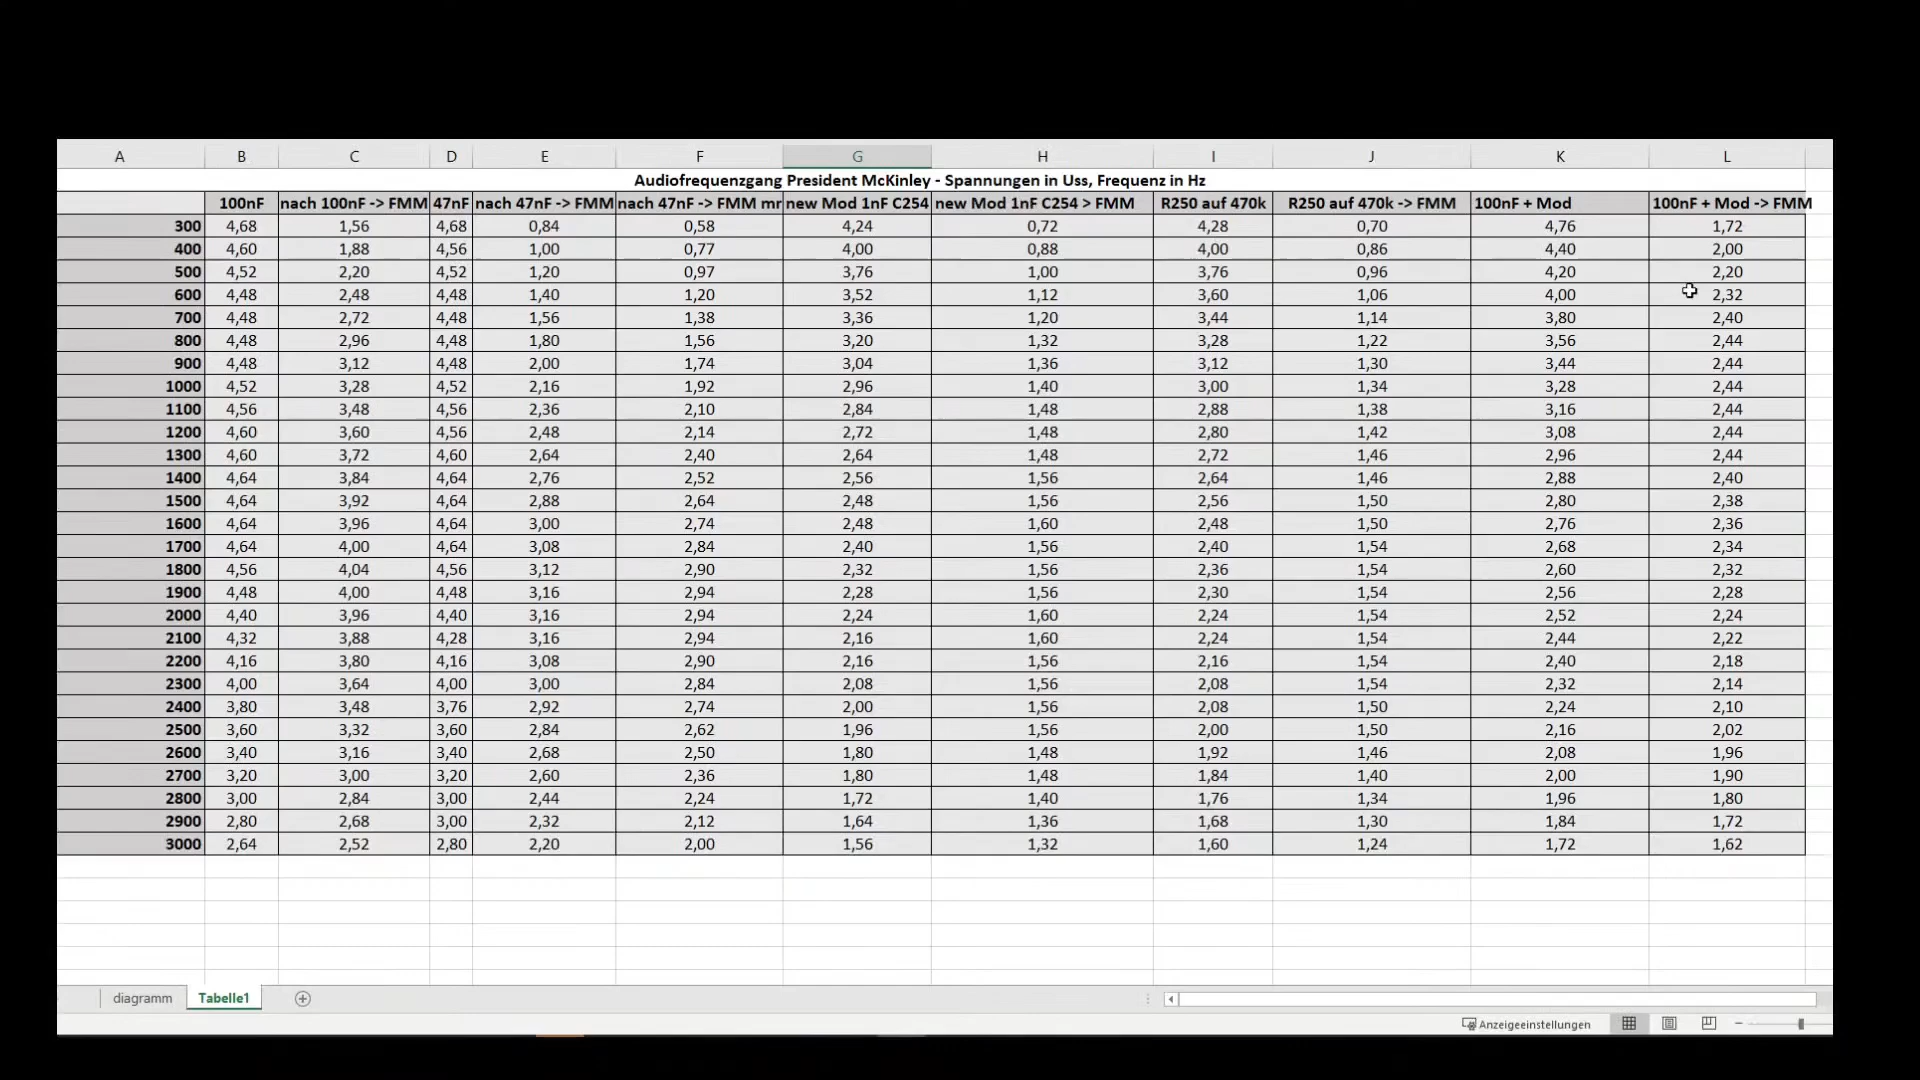 A B C D E F G H I J K L
Audiofrequenzgang President McKinley - Spannungen in Uss, Frequenz in Hz
100nF nach 100nF -> FMM 47nF nach 47nF -> FMM nach 47nF -> FMM mr new Mod 1nF C254 new Mod 1nF C254 > FMM R250 auf 470k R250 auf 470k -> FMM 100nF + Mod 100nF + Mod -> FMM
300 4,68 1,56 4,68 0,84 0,58 4,24 0,72 4,28 0,70 4,76 1,72
400 4,60 1,88 4,56 1,00 0,77 4,00 0,88 4,00 0,86 4,40 2,00
500 4,52 2,20 4,52 1,20 0,97 3,76 1,00 3,76 0,96 4,20 2,20
600 4,48 2,48 4,48 1,40 1,20 3,52 1,12 3,60 1,06 4,00 2,32
700 4,48 2,72 4,48 1,56 1,38 3,36 1,20 3,44 1,14 3,80 2,40
800 4,48 2,96 4,48 1,80 1,56 3,20 1,32 3,28 1,22 3,56 2,44
900 4,48 3,12 4,48 2,00 1,74 3,04 1,36 3,12 1,30 3,44 2,44
1000 4,52 3,28 4,52 2,16 1,92 2,96 1,40 3,00 1,34 3,28 2,44
1100 4,56 3,48 4,56 2,36 2,10 2,84 1,48 2,88 1,38 3,16 2,44
1200 4,60 3,60 4,56 2,48 2,14 2,72 1,48 2,80 1,42 3,08 2,44
1300 4,60 3,72 4,60 2,64 2,40 2,64 1,48 2,72 1,46 2,96 2,44
1400 4,64 3,84 4,64 2,76 2,52 2,56 1,56 2,64 1,46 2,88 2,40
1500 4,64 3,92 4,64 2,88 2,64 2,48 1,56 2,56 1,50 2,80 2,38
1600 4,64 3,96 4,64 3,00 2,74 2,48 1,60 2,48 1,50 2,76 2,36
1700 4,64 4,00 4,64 3,08 2,84 2,40 1,56 2,40 1,54 2,68 2,34
1800 4,56 4,04 4,56 3,12 2,90 2,32 1,56 2,36 1,54 2,60 2,32
1900 4,48 4,00 4,48 3,16 2,94 2,28 1,56 2,30 1,54 2,56 2,28
2000 4,40 3,96 4,40 3,16 2,94 2,24 1,60 2,24 1,54 2,52 2,24
2100 4,32 3,88 4,28 3,16 2,94 2,16 1,60 2,24 1,54 2,44 2,22
2200 4,16 3,80 4,16 3,08 2,90 2,16 1,56 2,16 1,54 2,40 2,18
2300 4,00 3,64 4,00 3,00 2,84 2,08 1,56 2,08 1,54 2,32 2,14
2400 3,80 3,48 3,76 2,92 2,74 2,00 1,56 2,08 1,50 2,24 2,10
2500 3,60 3,32 3,60 2,84 2,62 1,96 1,56 2,00 1,50 2,16 2,02
2600 3,40 3,16 3,40 2,68 2,50 1,80 1,48 1,92 1,46 2,08 1,96
2700 3,20 3,00 3,20 2,60 2,36 1,80 1,48 1,84 1,40 2,00 1,90
2800 3,00 2,84 3,00 2,44 2,24 1,72 1,40 1,76 1,34 1,96 1,80
2900 2,80 2,68 3,00 2,32 2,12 1,64 1,36 1,68 1,30 1,84 1,72
3000 2,64 2,52 2,80 2,20 2,00 1,56 1,32 1,60 1,24 1,72 1,62
diagramm Tabelle1
Anzeigeeinstellungen